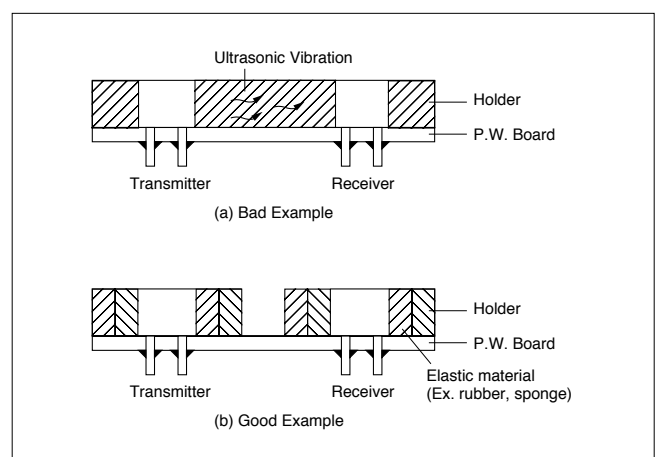 Ultrasonic Vibration
Holder
P.W. Board
Transmitter
Receiver
(a) Bad Example
Holder
P.W. Board
Elastic material
(Ex. rubber, sponge)
Transmitter
Receiver
(b) Good Example